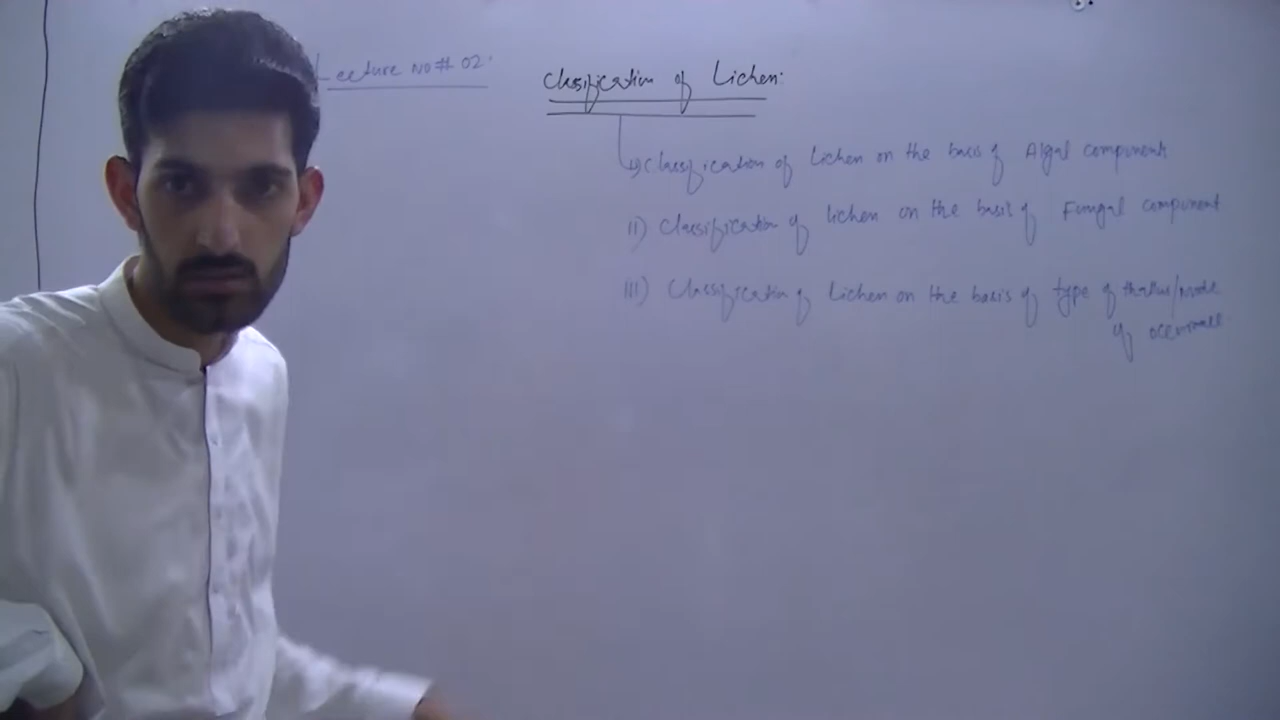 Lecture No # 02.
Classification of Lichen.
i) Classification of Lichen on the basis of Algal component
ii) Classification of lichen on the basis of Fungal component
iii) Classification of Lichen on the basis of type of thallus/mode
of occurrence